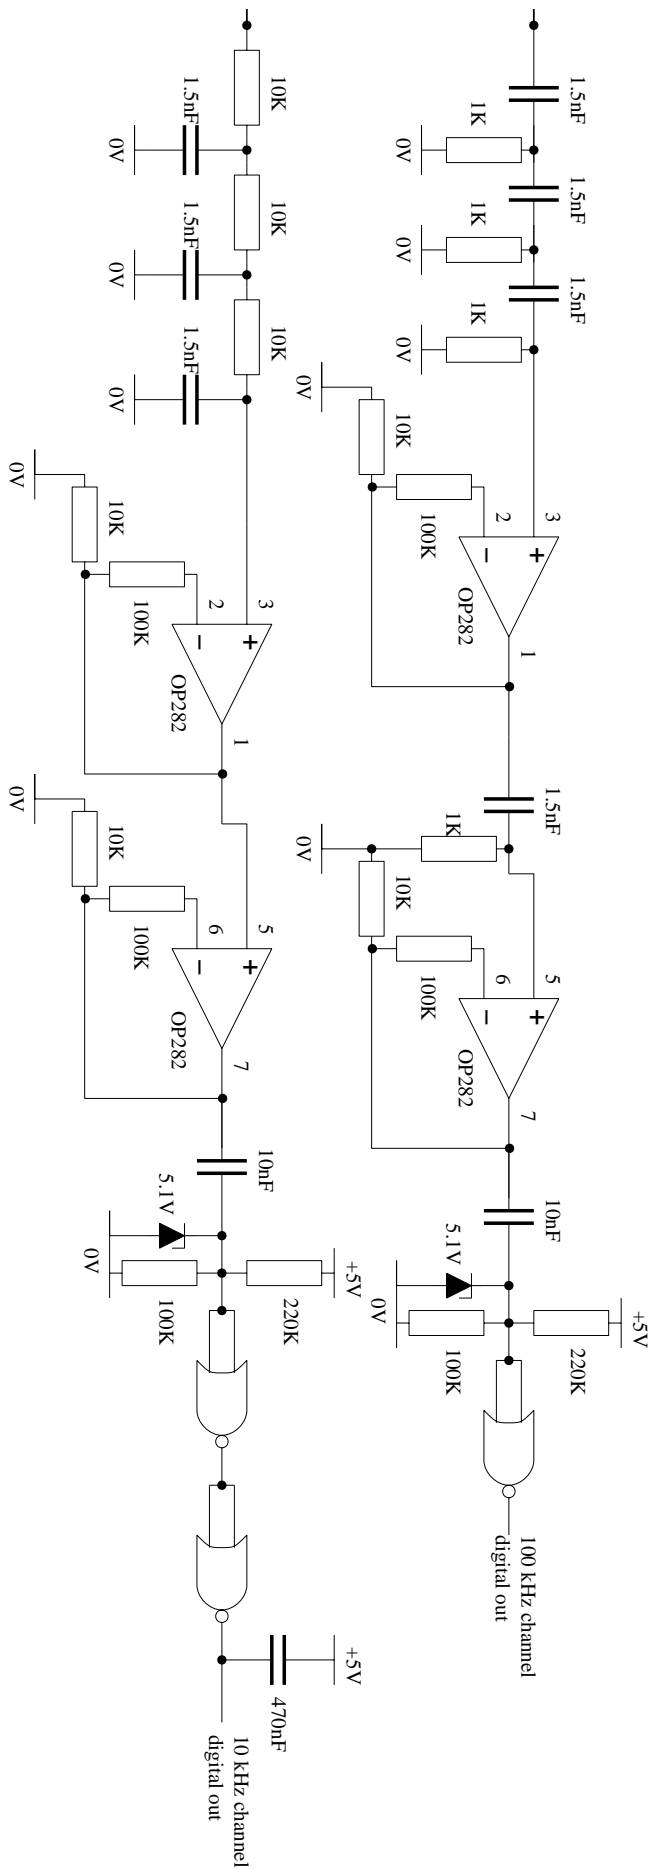 1.5nF
1.5nF
1.5nF
1K
1K
1K
0V
0V
0V
0V
10K
100K
3
2
+
−
OP282
1
1.5nF
1K
0V
10K
100K
5
6
+
−
OP282
7
10nF
5.1V
0V
+5V
220K
100K
100 kHz channel
digital out
10K
10K
10K
1.5nF
1.5nF
1.5nF
0V
0V
0V
0V
10K
100K
3
2
+
−
OP282
1
0V
10K
100K
5
6
+
−
OP282
7
10nF
5.1V
0V
+5V
220K
100K
+5V
470nF
10 kHz channel
digital out